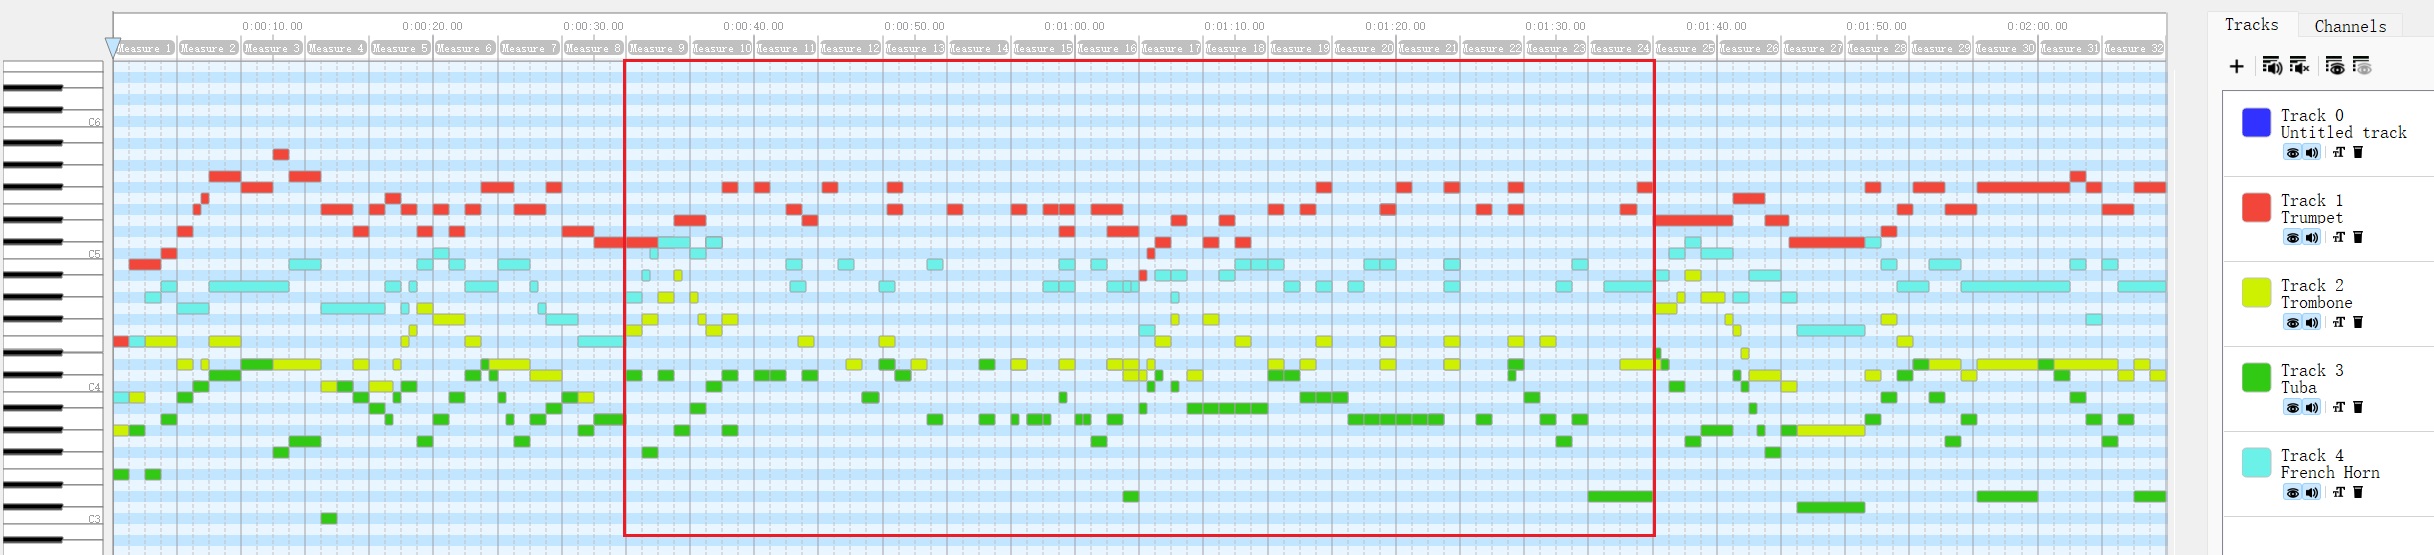 0:00:10.00 0:00:20.00 0:00:30.00 0:00:40.00 0:00:50.00 0:01:00.00 0:01:10.00 0:01:20.00 0:01:30.00 0:01:40.00 0:01:50.00 0:02:00.00
Measure 1 Measure 2 Measure 3 Measure 4 Measure 5 Measure 6 Measure 7 Measure 8 Measure 9 Measure 10 Measure 11 Measure 12 Measure 13 Measure 14 Measure 15 Measure 16 Measure 17 Measure 18 Measure 19 Measure 20 Measure 21 Measure 22 Measure 23 Measure 24 Measure 25 Measure 26 Measure 27 Measure 28 Measure 29 Measure 30 Measure 31 Measure 32
C6
C5
C4
C3
Tracks Channels
Track 0
Untitled track
Track 1
Trumpet
Track 2
Trombone
Track 3
Tuba
Track 4
French Horn